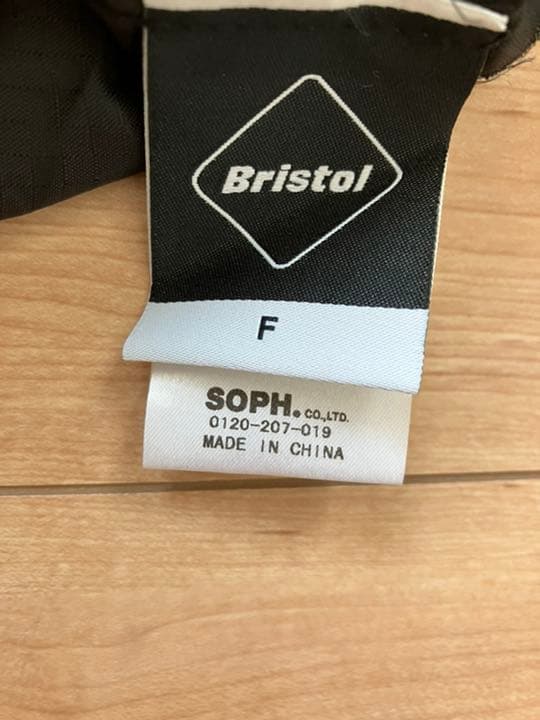 Bristol
F
SOPH. CO.,LTD.
0120-207-019
MADE IN CHINA